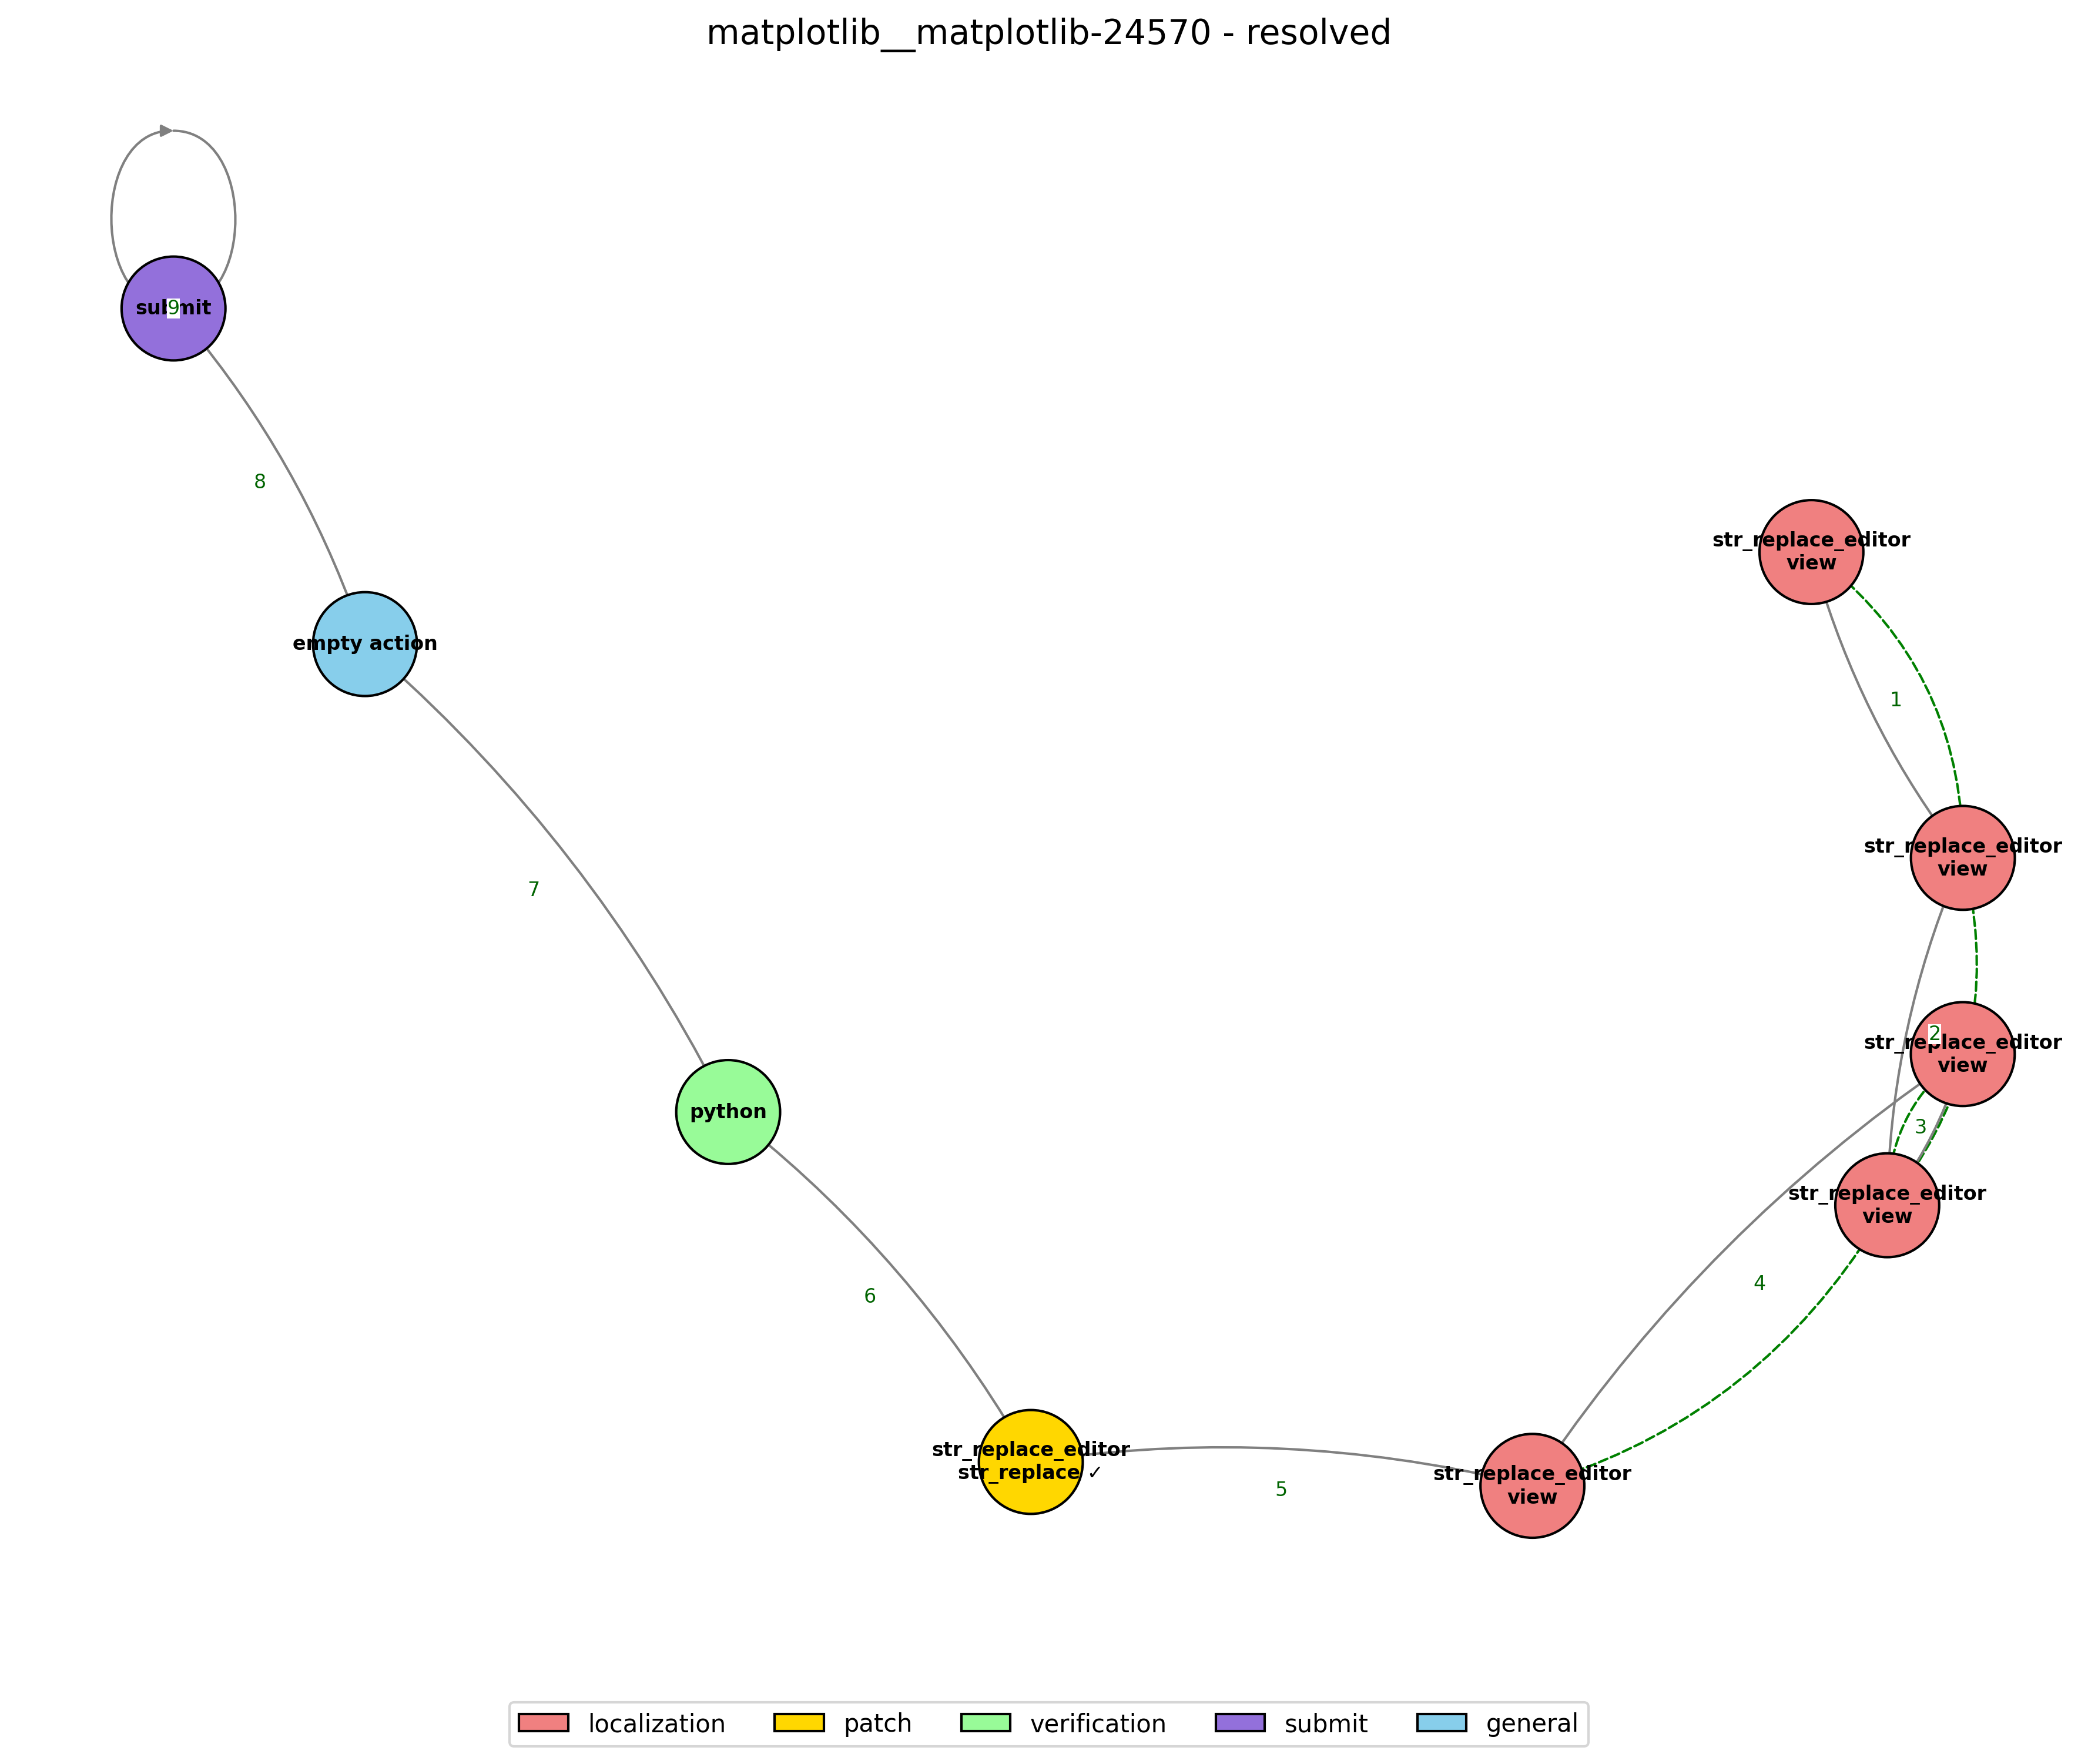 matplotlib__matplotlib-24570 - resolved
submit
9
8
str_replace_editor
view
empty action
1
str_replace_editor
view
7
2
str_replace_editor
view
python
3
str_replace_editor
view
4
6
str_replace_editor
str_replace ✓
5
str_replace_editor
view
localization
patch
verification
submit
general